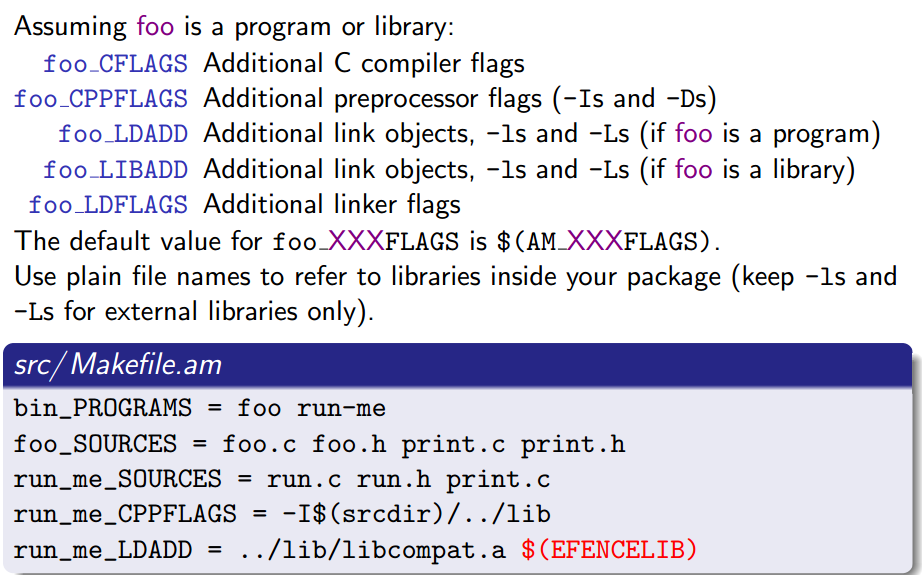 Assuming foo is a program or library:
foo_CFLAGS Additional C compiler flags
foo_CPPFLAGS Additional preprocessor flags (-Is and -Ds)
foo_LDADD Additional link objects, -ls and -Ls (if foo is a program)
foo_LIBADD Additional link objects, -ls and -Ls (if foo is a library)
foo_LDFLAGS Additional linker flags
The default value for foo_XXXFLAGS is $(AM_XXXFLAGS).
Use plain file names to refer to libraries inside your package (keep -ls and
-Ls for external libraries only).
src/Makefile.am
bin_PROGRAMS = foo run-me
foo_SOURCES = foo.c foo.h print.c print.h
run_me_SOURCES = run.c run.h print.c
run_me_CPPFLAGS = -I$(srcdir)/../lib
run_me_LDADD = ../lib/libcompat.a $(EFENCELIB)